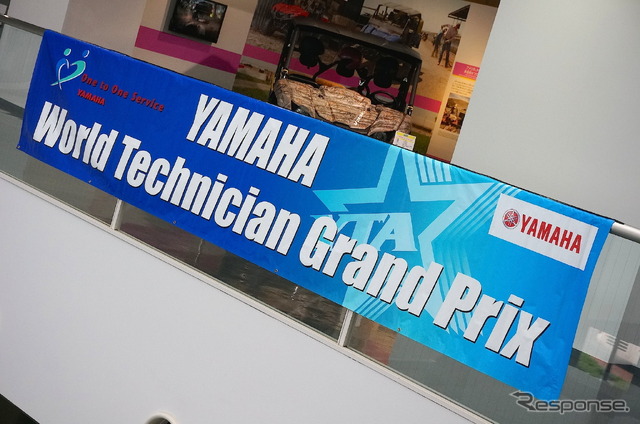 One to One Service
YAMAHA
YAMAHA
World Technician Grand Prix
YTA
YAMAHA
Response.